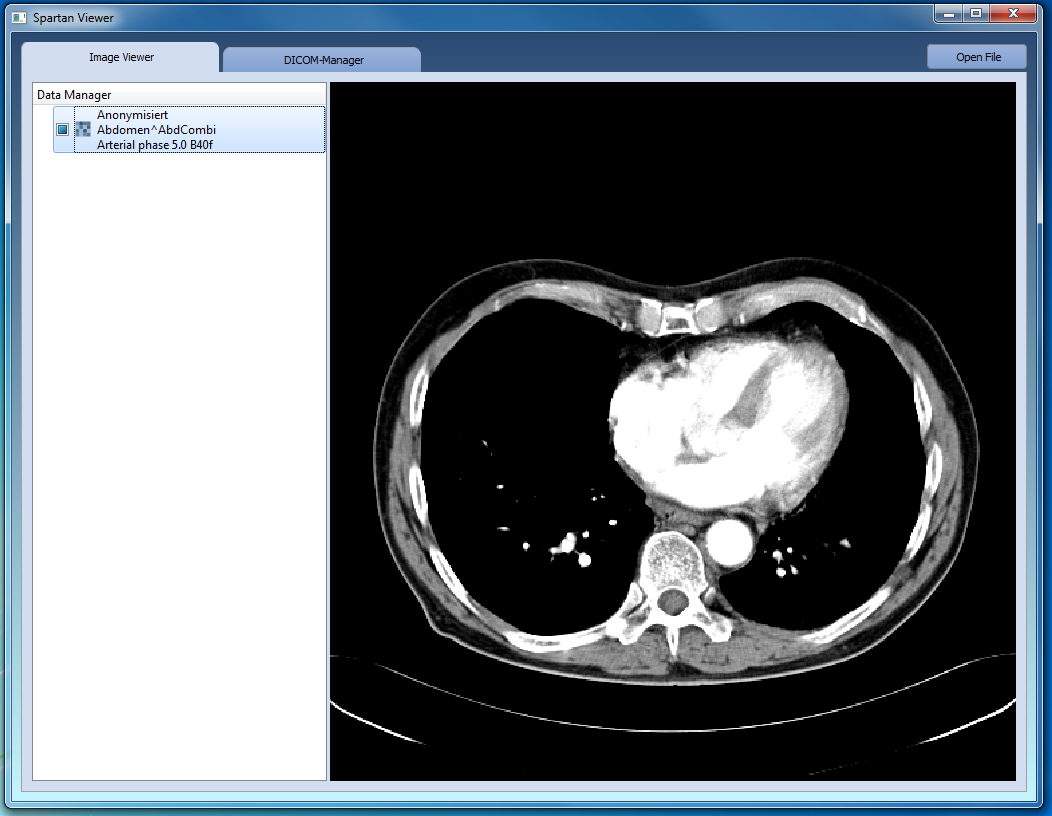 Spartan Viewer
Image Viewer
DICOM-Manager
Open File
Data Manager
Anonymisiert
Abdomen^AbdCombi
Arterial phase 5.0 B40f